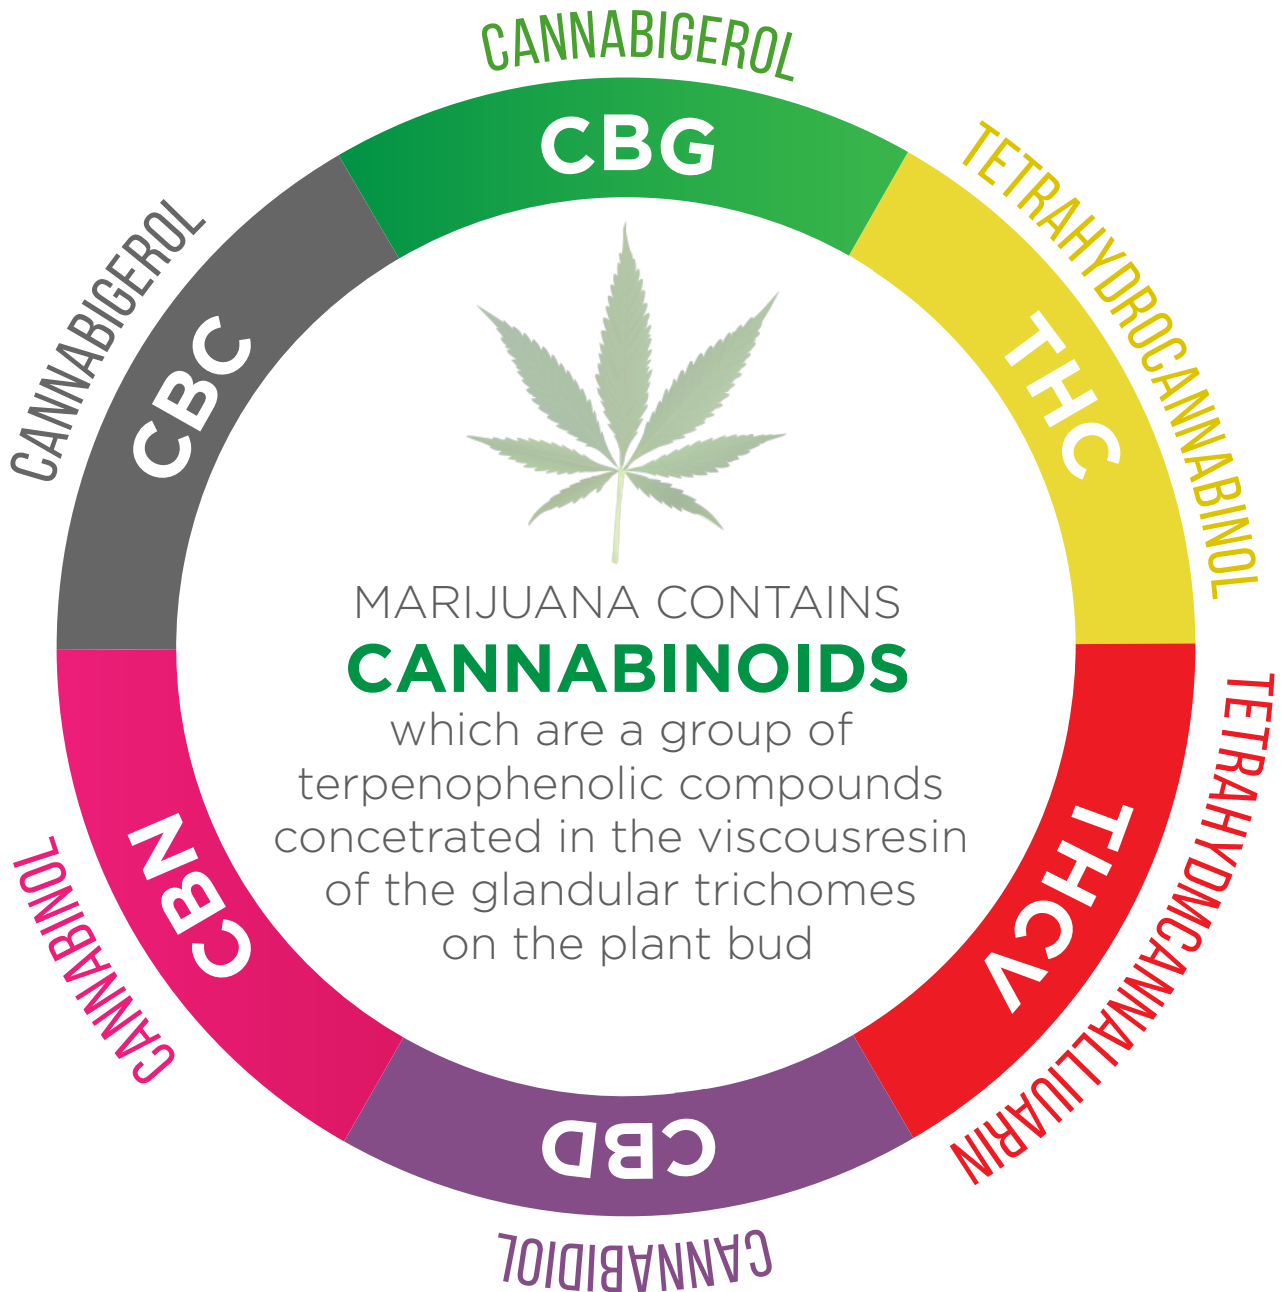 CANNABIGEROL
CBG
TETRAHYDROCANNABINOL
THC
TETRAHYDMCANNALLIUARIN
THCV
CANNABIDIOL
CBD
CANNABINOL
CBN
CANNABIGEROL
CBC
MARIJUANA CONTAINS
CANNABINOIDS
which are a group of
terpenophenolic compounds
concetrated in the viscousresin
of the glandular trichomes
on the plant bud